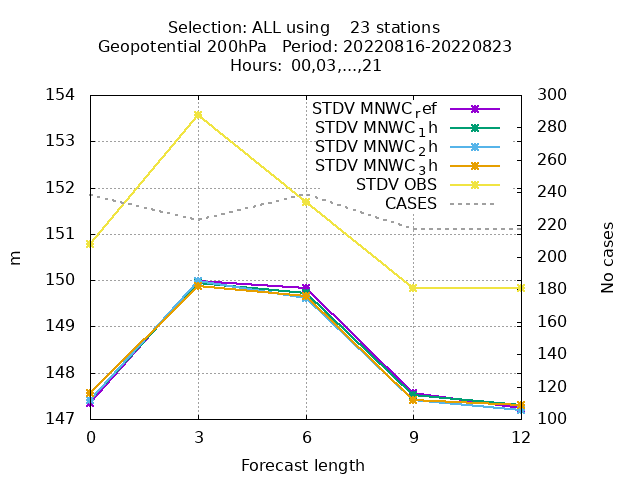 Selection: ALL using    23 stations
Geopotential 200hPa   Period: 20220816-20220823
Hours: 00,03,...,21
STDV MNWC_ref
STDV MNWC_1h
STDV MNWC_2h
STDV MNWC_3h
STDV OBS
CASES
154
153
152
151
150
149
148
147
m
300
280
260
240
220
200
180
160
140
120
100
No cases
0 3 6 9 12
Forecast length